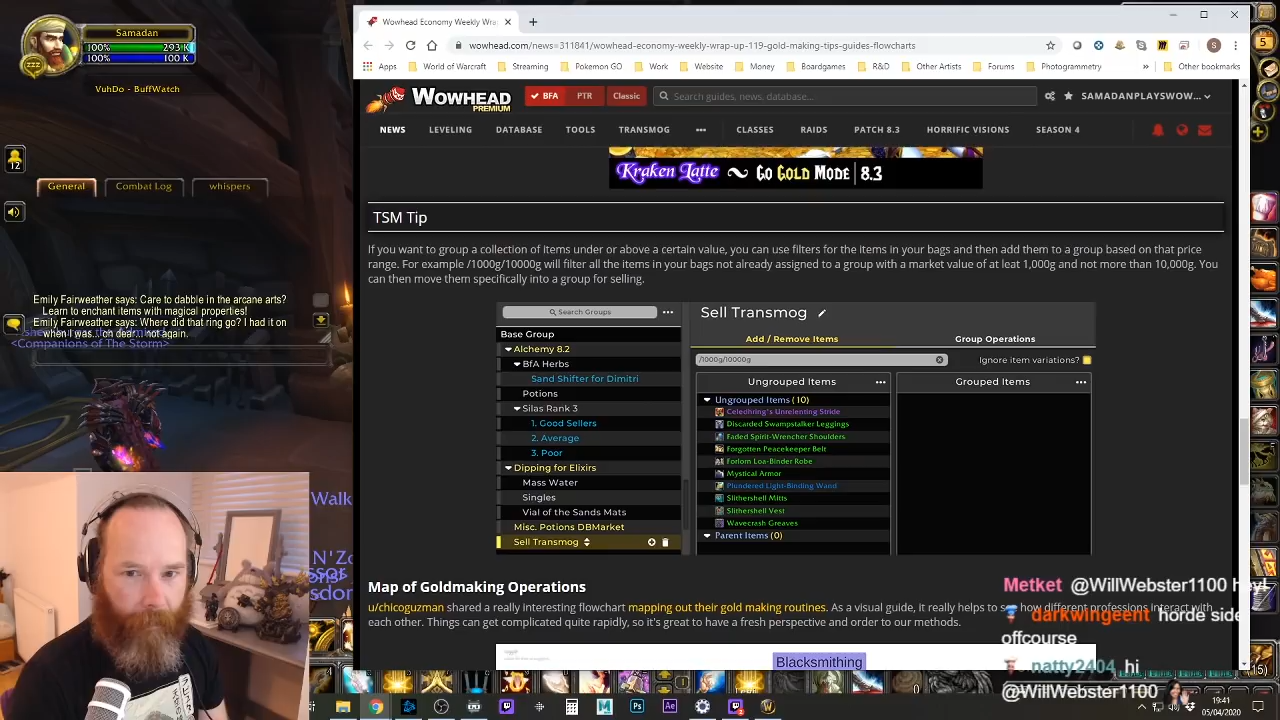 Samadan
100% 293 K
100% 100 K
VuhDo - BuffWatch
General Combat Log whispers
Emily Fairweather says: Care to dabble in the arcane arts?
Learn to enchant items with magical properties!
Emily Fairweather says: Where did that ring go? I had it on
<Companions of The Storm>
Wowhead Economy Weekly Wra
wowhead.com/news=311841/wowhead-economy-weekly-wrap-up-119-gold-making-tips-guides-flowcharts
Apps World of Warcraft Streaming Pokemon GO Work Website Money Boardgames R&D Other Artists Forums Photogrammetry » Other bookmarks
WOWHEAD PREMIUM BFA PTR Classic Search guides, news, database... SAMADANPLAYSWOW...
NEWS LEVELING DATABASE TOOLS TRANSMOG ••• CLASSES RAIDS PATCH 8.3 HORRIFIC VISIONS SEASON 4
Kraken Latte ~ Go Gold Mode | 8.3
TSM Tip
If you want to group a collection of items under or above a certain value, you can use filters for the items in your bags and then add them to a group based on that price
range. For example /1000g/10000g will filter all the items in your bags not already assigned to a group with a market value of at leat 1,000g and not more than 10,000g. You
can then move them specifically into a group for selling.
Search Groups •••
Base Group
Alchemy 8.2
BfA Herbs
Sand Shifter for Dimitri
Potions
Silas Rank 3
1. Good Sellers
2. Average
3. Poor
Dipping for Elixirs
Mass Water
Singles
Vial of the Sands Mats
Misc. Potions DBMarket
Sell Transmog
Sell Transmog
Add / Remove Items Group Operations
/1000g/10000g Ignore item variations?
Ungrouped Items ••• Grouped Items •••
Ungrouped Items (10)
Celedhring's Unrelenting Stride
Discarded Swampstalker Leggings
Faded Spirit-Wrencher Shoulders
Forgotten Peacekeeper Belt
Forlorn Loa-Binder Robe
Mystical Armor
Plundered Light-Binding Wand
Slithershell Mitts
Slithershell Vest
Wavecrash Greaves
Parent Items (0)
Map of Goldmaking Operations
u/chicoguzman shared a really interesting flowchart mapping out their gold making routines. As a visual guide, it really helps to see how different professions interact with
each other. Things can get complicated quite rapidly, so its great to have a fresh perspective and order to our methods.
Blacksmithing
Metket @WillWebster1100 hey!
darkwingeent horde side
offcourse
natty2404 hi
@WillWebster1100
Walk
N'Zo
19:41
05/04/2020